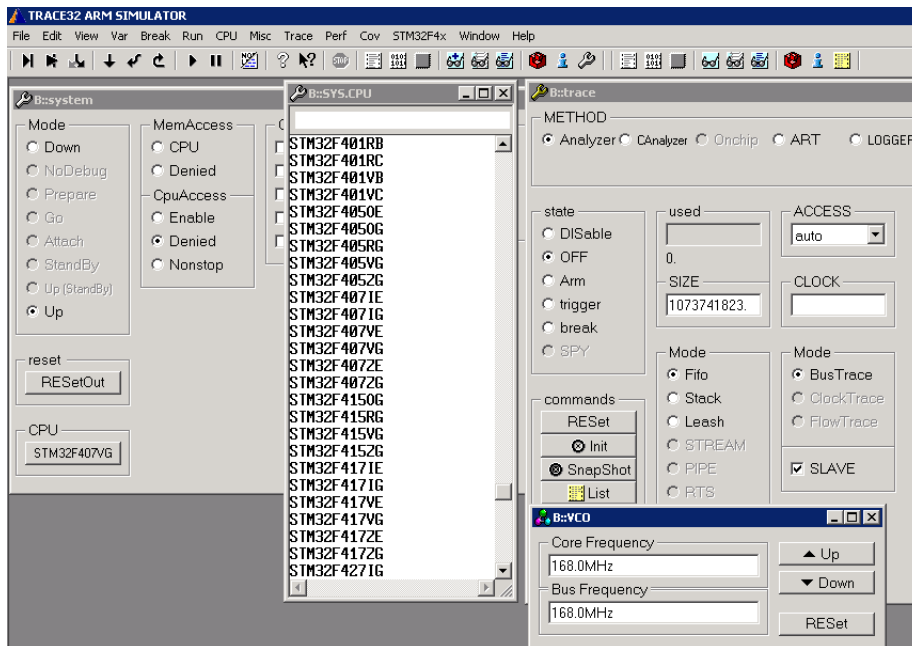 TRACE32 ARM SIMULATOR
File Edit View Var Break Run CPU Misc Trace Perf Cov STM32F4x Window Help
B::system
Mode
Down
NoDebug
Prepare
Go
Attach
StandBy
Up (StandBy)
Up
reset
RESetOut
CPU
STM32F407VG
MemAccess
CPU
Denied
CpuAccess
Enable
Denied
Nonstop
B::SYS.CPU
STM32F401RB
STM32F401RC
STM32F401VB
STM32F401VC
STM32F405OE
STM32F405OG
STM32F405RG
STM32F405VG
STM32F405ZG
STM32F407IE
STM32F407IG
STM32F407VE
STM32F407VG
STM32F407ZE
STM32F407ZG
STM32F415OG
STM32F415RG
STM32F415VG
STM32F415ZG
STM32F417IE
STM32F417IG
STM32F417VE
STM32F417VG
STM32F417ZE
STM32F417ZG
STM32F427IG
B::trace
METHOD
Analyzer CAnalyzer Onchip ART LOGGER
state
DISable
OFF
Arm
trigger
break
SPY
commands
RESet
Init
SnapShot
List
used
0.
SIZE
1073741823.
Mode
Fifo
Stack
Leash
STREAM
PIPE
RTS
ACCESS
auto
CLOCK
Mode
BusTrace
ClockTrace
FlowTrace
SLAVE
B::VCO
Core Frequency
168.0MHz
Bus Frequency
168.0MHz
Up
Down
RESet